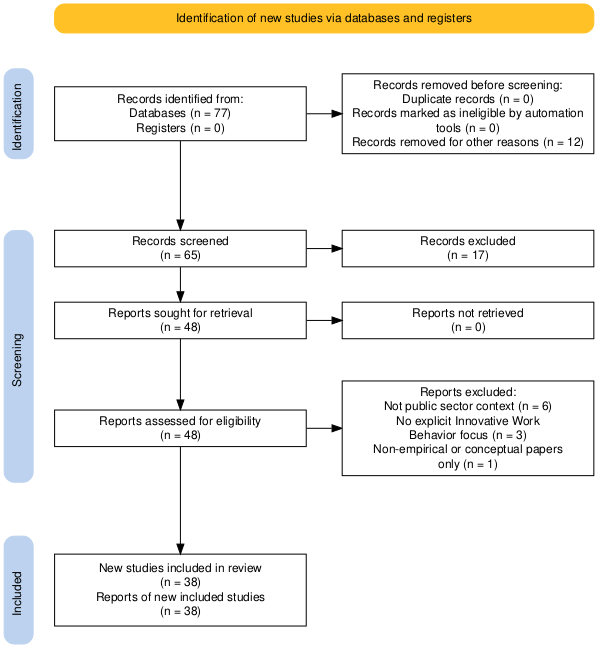 Identification of new studies via databases and registers
Identification
Records identified from:
Databases (n = 77)
Registers (n = 0)
Records removed before screening:
Duplicate records (n = 0)
Records marked as ineligible by automation
tools (n = 0)
Records removed for other reasons (n = 12)
Screening
Records screened
(n = 65)
Records excluded
(n = 17)
Reports sought for retrieval
(n = 48)
Reports not retrieved
(n = 0)
Reports assessed for eligibility
(n = 48)
Reports excluded:
Not public sector context (n = 6)
No explicit Innovative Work
Behavior focus (n = 3)
Non-empirical or conceptual papers
only (n = 1)
Included
New studies included in review
(n = 38)
Reports of new included studies
(n = 38)